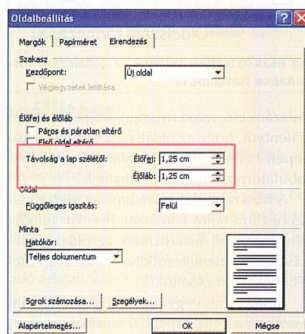 Oldalbeállítás
Margók Papírméret Elrendezés
Szakasz
Kezdőpont: Új oldal
Végjegyzetek letiltása
Élőfej és élőláb
Páros és páratlan eltérő
Első oldal eltérő
Távolság a lap szélétől: Élőfej: 1,25 cm
Élőláb: 1,25 cm
Oldal
Függőleges igazítás: Felül
Minta
Hatókör:
Teljes dokumentum
Sorok számozása... Szegélyek...
Alapértelmezés... OK Mégse